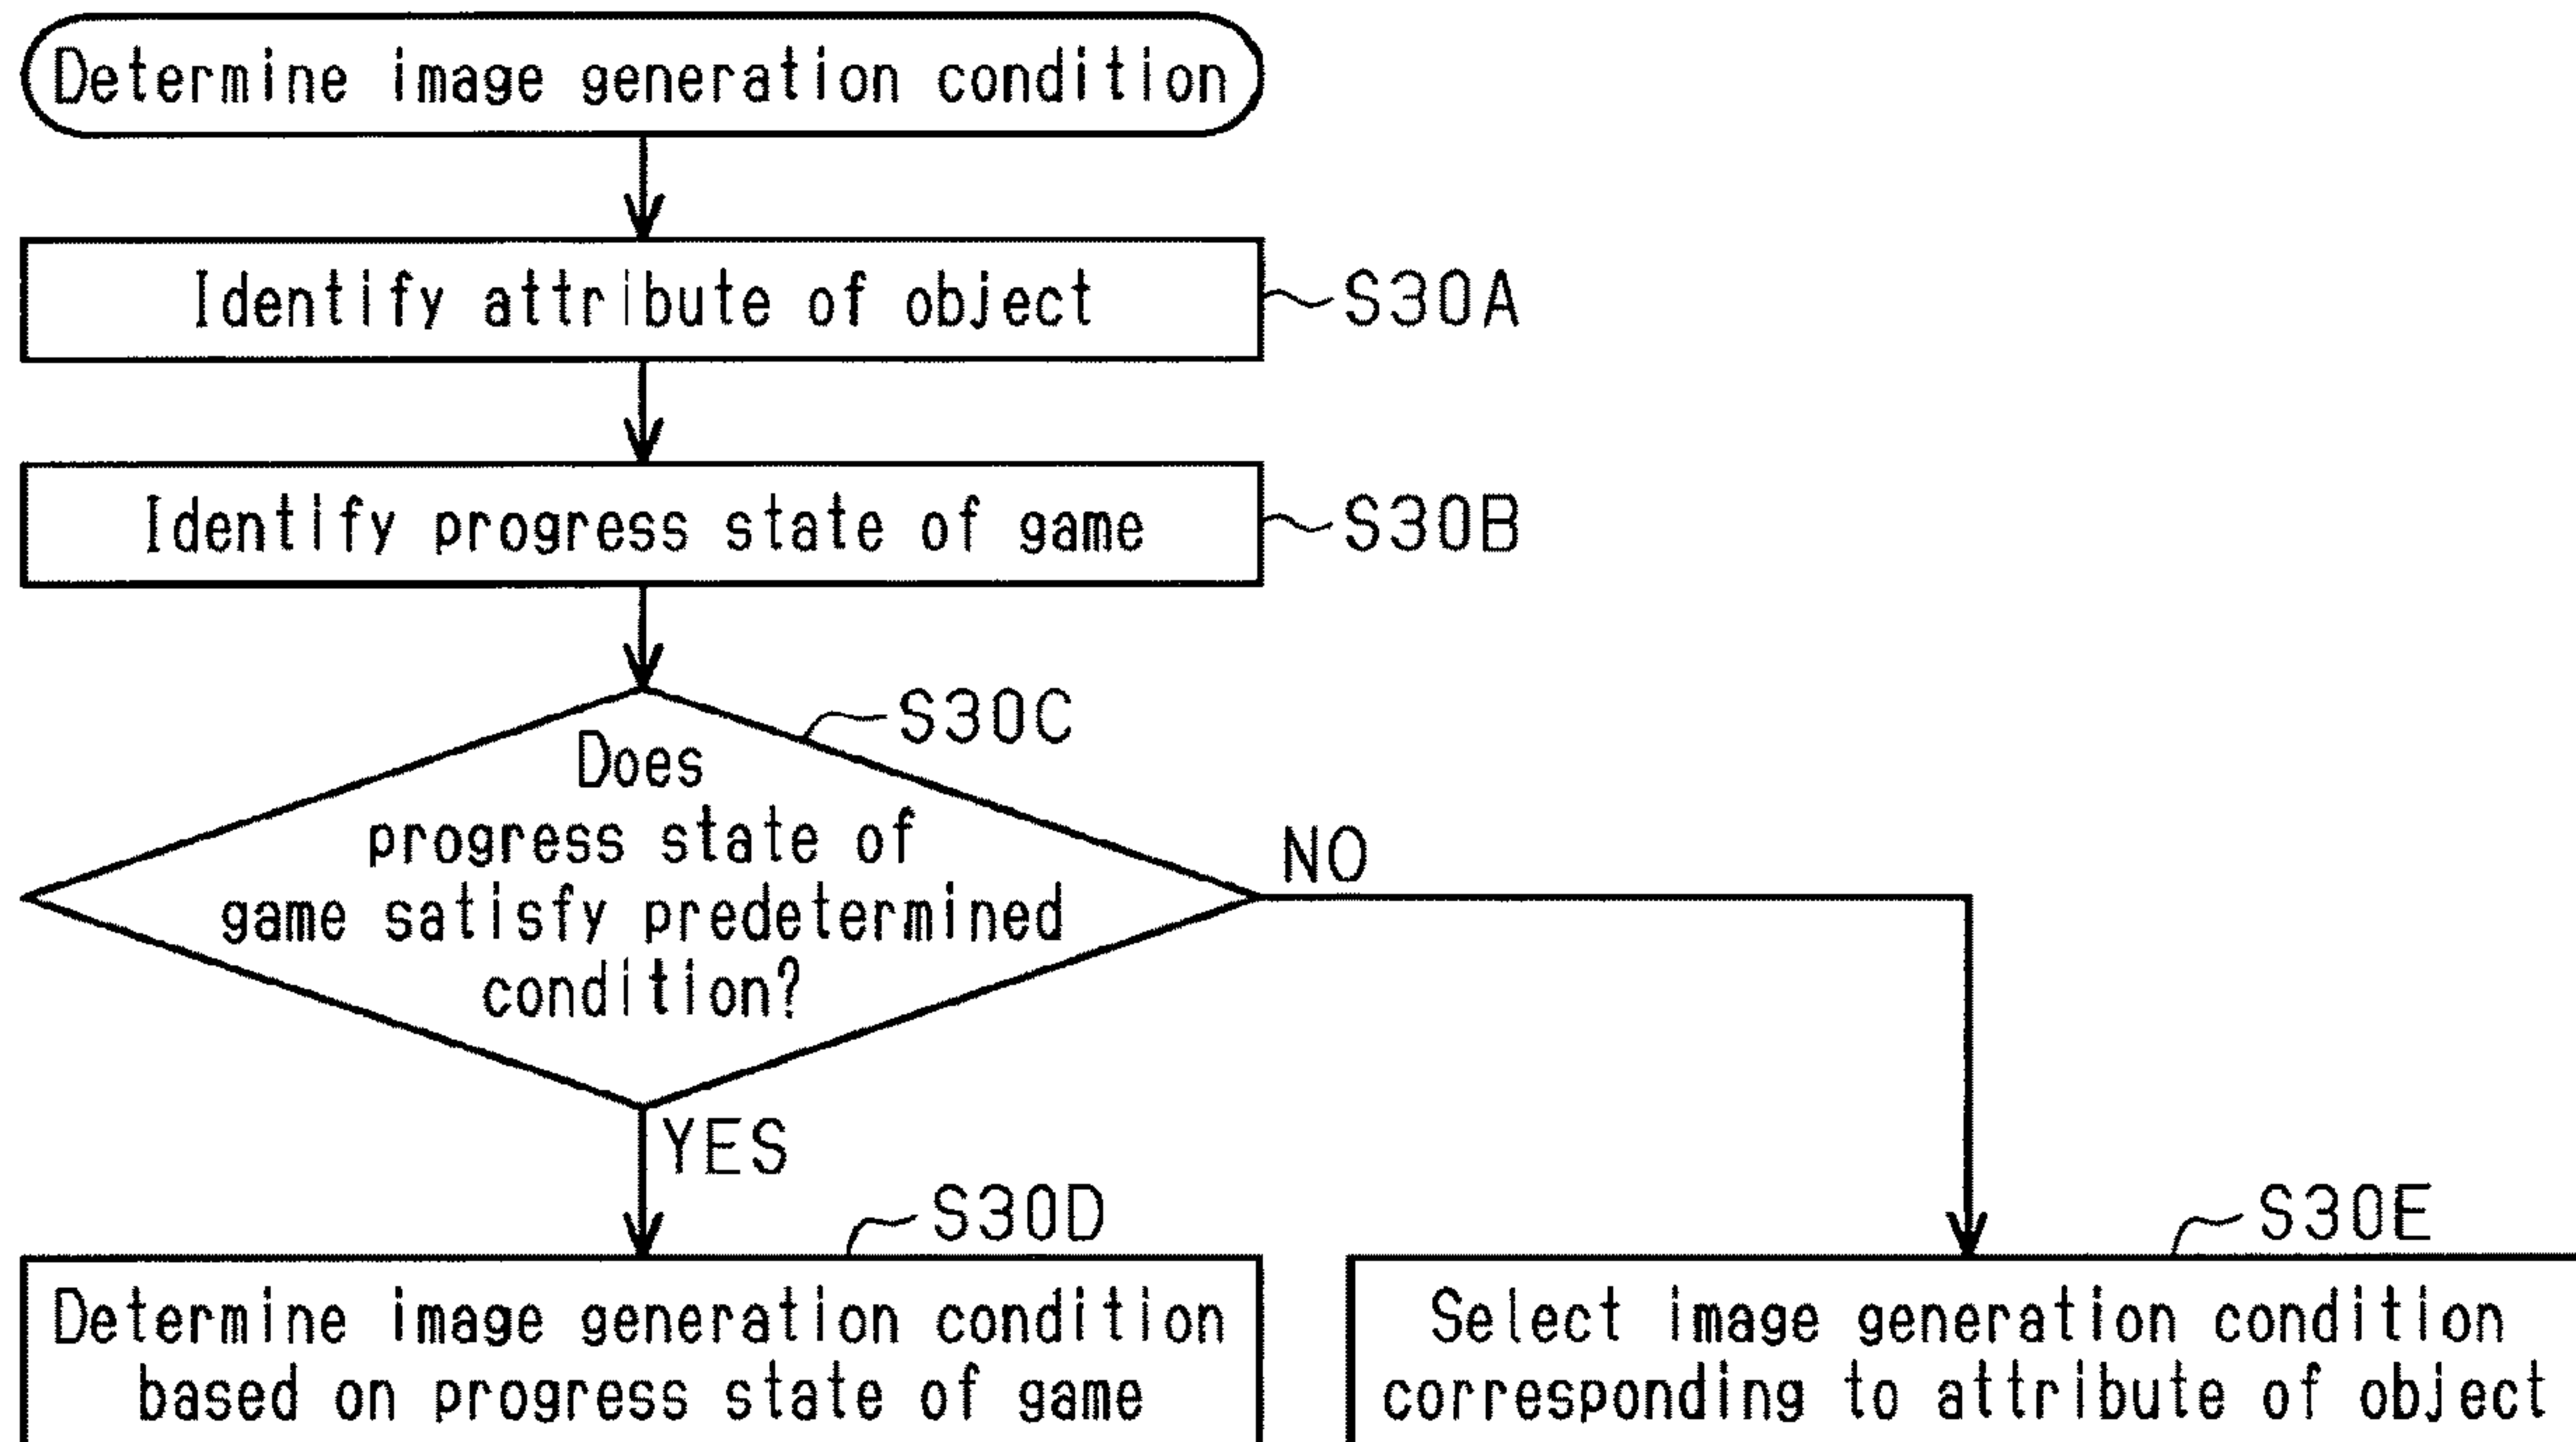 Determine image generation condition
Identify attribute of object
S30A
Identify progress state of game
S30B
S30C
Does
progress state of
game satisfy predetermined
condition?
NO
YES
S30D
Determine image generation condition
based on progress state of game
S30E
Select image generation condition
corresponding to attribute of object